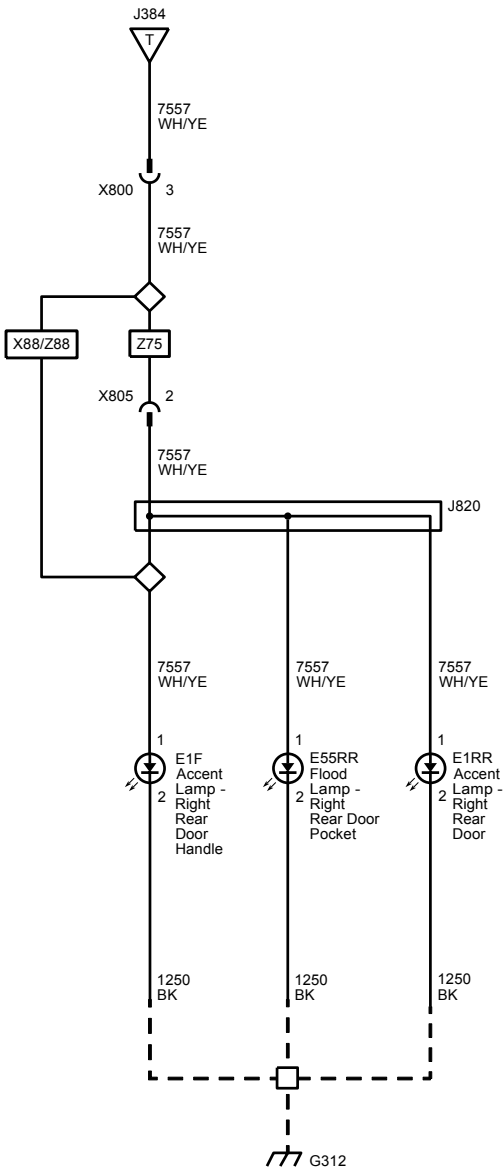 J384
T
7557
WH/YE
X800 3
7557
WH/YE
X88/Z88
Z75
X805 2
7557
WH/YE
J820
7557
WH/YE
7557
WH/YE
7557
WH/YE
1
E1F
Accent
Lamp -
Right
Rear
Door
Handle
2
1
E55RR
Flood
Lamp -
Right
Rear Door
Pocket
2
1
E1RR
Accent
Lamp -
Right
Rear
Door
2
1250
BK
1250
BK
1250
BK
G312